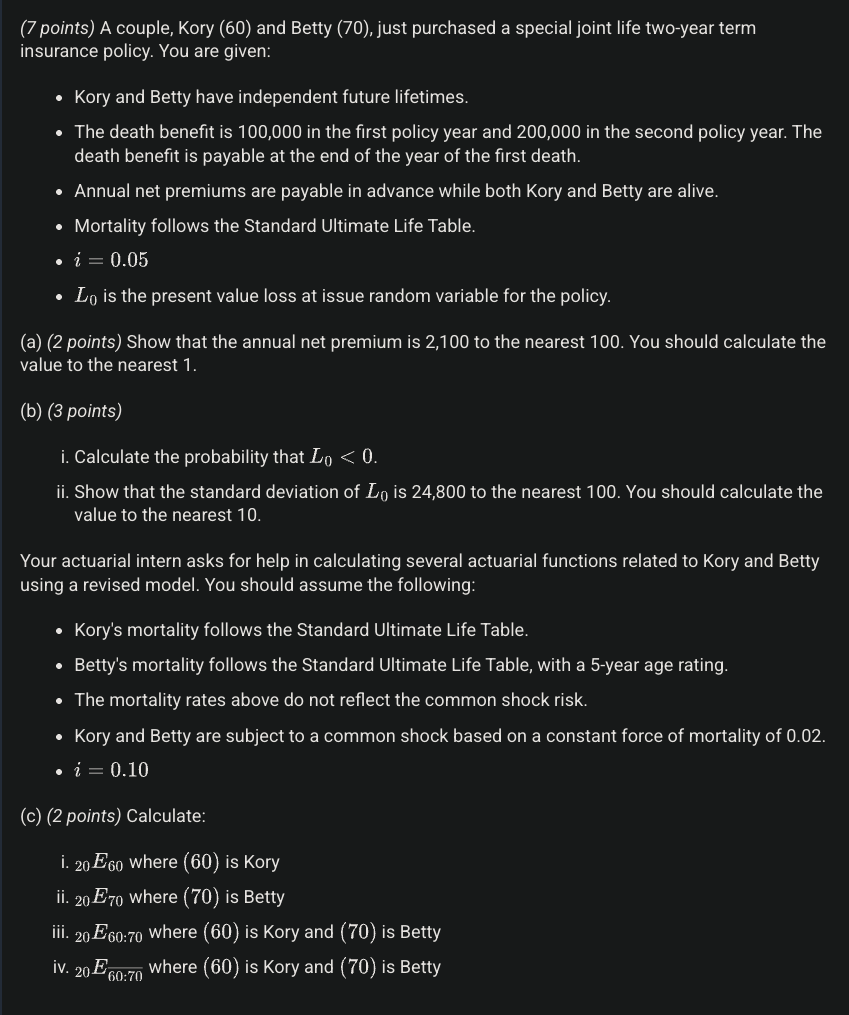 (7 points) A couple, Kory (60) and Betty (70), just purchased a special joint life two-year term
insurance policy. You are given:
• Kory and Betty have independent future lifetimes.
• The death benefit is 100,000 in the first policy year and 200,000 in the second policy year. The
death benefit is payable at the end of the year of the first death.
• Annual net premiums are payable in advance while both Kory and Betty are alive.
• Mortality follows the Standard Ultimate Life Table.
• $i = 0.05$
• $L_0$ is the present value loss at issue random variable for the policy.
(a) (2 points) Show that the annual net premium is 2,100 to the nearest 100. You should calculate the
value to the nearest 1.
(b) (3 points)
i. Calculate the probability that $L_0 < 0$.
ii. Show that the standard deviation of $L_0$ is 24,800 to the nearest 100. You should calculate the
value to the nearest 10.
Your actuarial intern asks for help in calculating several actuarial functions related to Kory and Betty
using a revised model. You should assume the following:
• Kory's mortality follows the Standard Ultimate Life Table.
• Betty's mortality follows the Standard Ultimate Life Table, with a 5-year age rating.
• The mortality rates above do not reflect the common shock risk.
• Kory and Betty are subject to a common shock based on a constant force of mortality of 0.02.
• $i = 0.10$
(c) (2 points) Calculate:
i. ${}_{20}E_{60}$ where $(60)$ is Kory
ii. ${}_{20}E_{70}$ where $(70)$ is Betty
iii. ${}_{20}E_{60:70}$ where $(60)$ is Kory and $(70)$ is Betty
iv. ${}_{20}E_{\overline{60:70}}$ where $(60)$ is Kory and $(70)$ is Betty